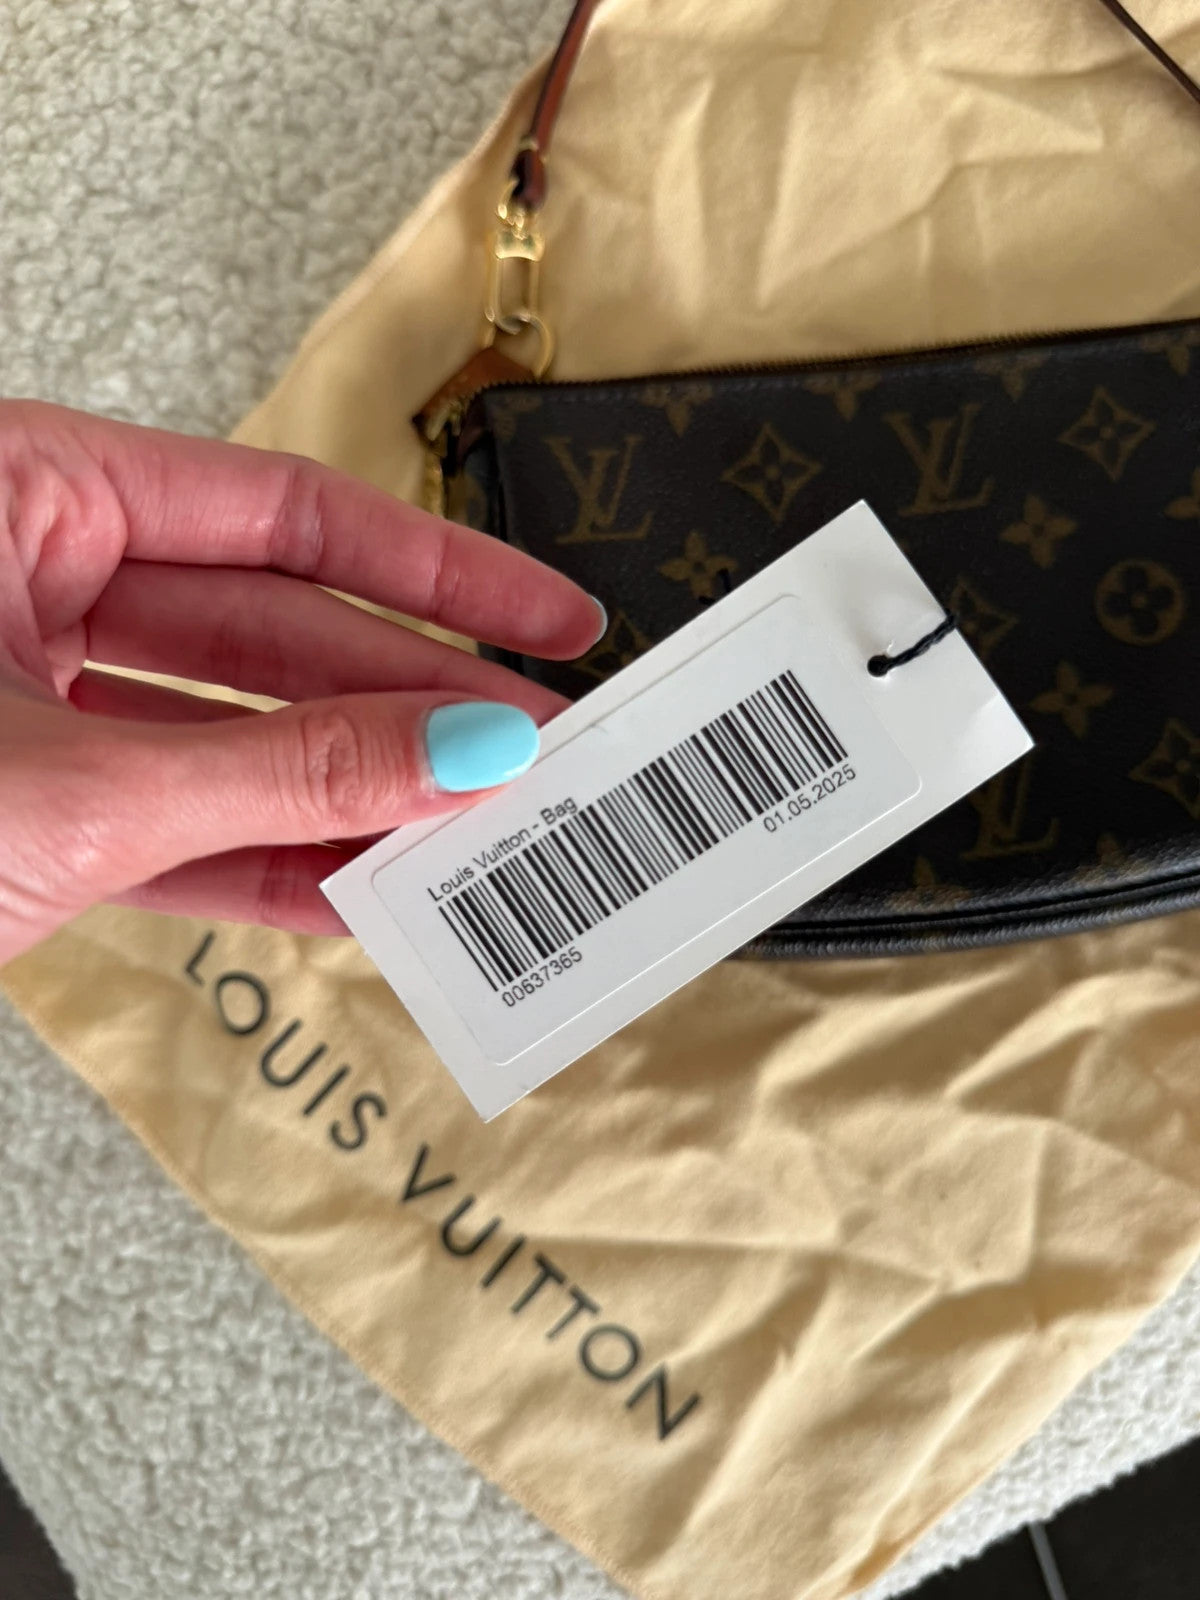 Louis Vuitton - Bag
01.05.2025
00637365
LOUIS VUITTON